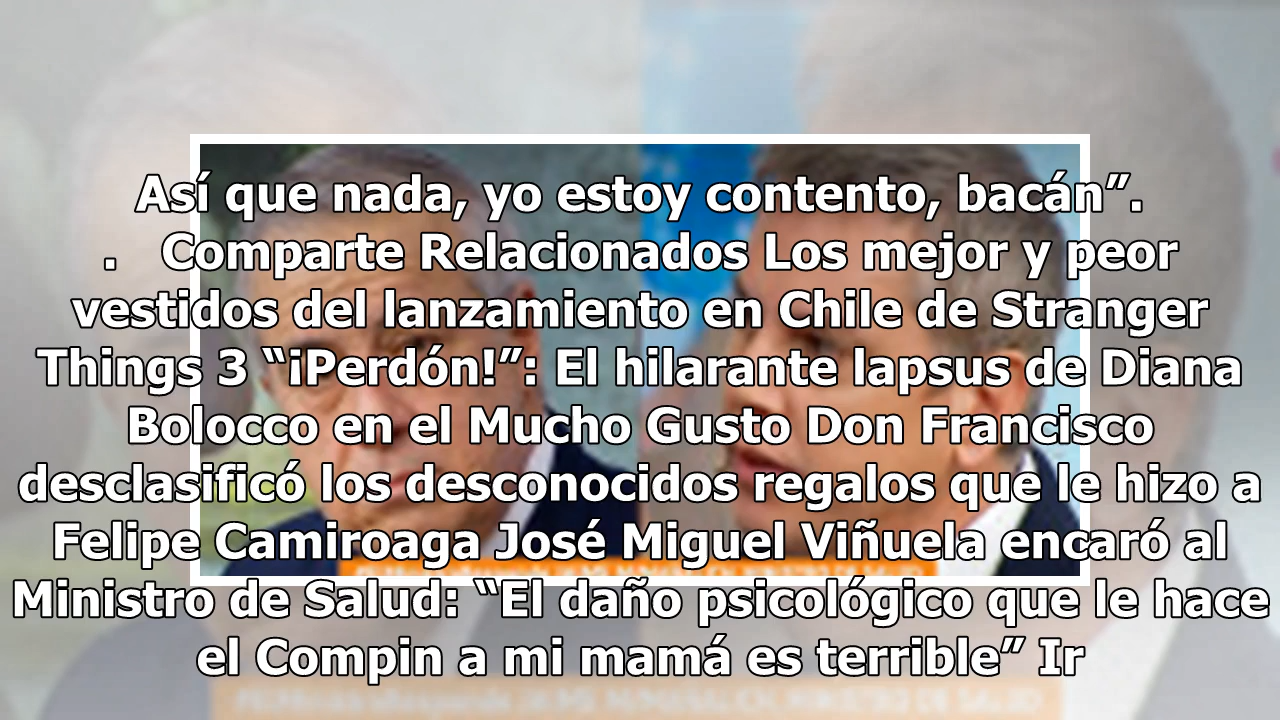 Así que nada, yo estoy contento, bacán”.
. Comparte Relacionados Los mejor y peor
vestidos del lanzamiento en Chile de Stranger
Things 3 “¡Perdón!”: El hilarante lapsus de Diana
Bolocco en el Mucho Gusto Don Francisco
desclasificó los desconocidos regalos que le hizo a
Felipe Camiroaga José Miguel Viñuela encaró al
Ministro de Salud: “El daño psicológico que le hace
el Compin a mi mamá es terrible” Ir